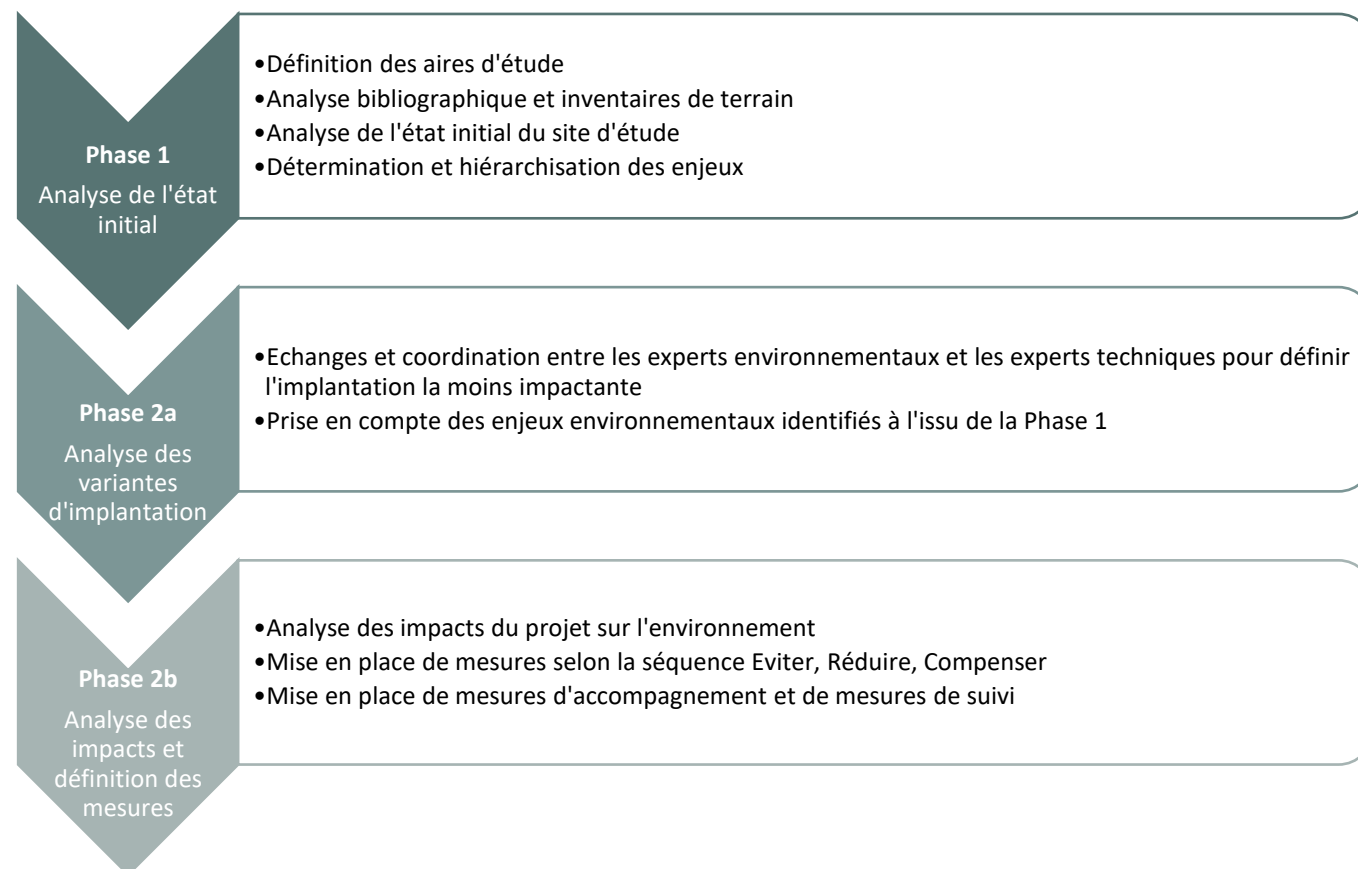 Phase 1
Analyse de l'état
initial
•Définition des aires d'étude
•Analyse bibliographique et inventaires de terrain
•Analyse de l'état initial du site d'étude
•Détermination et hiérarchisation des enjeux
Phase 2a
Analyse des
variantes
d'implantation
•Echanges et coordination entre les experts environnementaux et les experts techniques pour définir
l'implantation la moins impactante
•Prise en compte des enjeux environnementaux identifiés à l'issu de la Phase 1
Phase 2b
Analyse des
impacts et
définition des
mesures
•Analyse des impacts du projet sur l'environnement
•Mise en place de mesures selon la séquence Eviter, Réduire, Compenser
•Mise en place de mesures d'accompagnement et de mesures de suivi